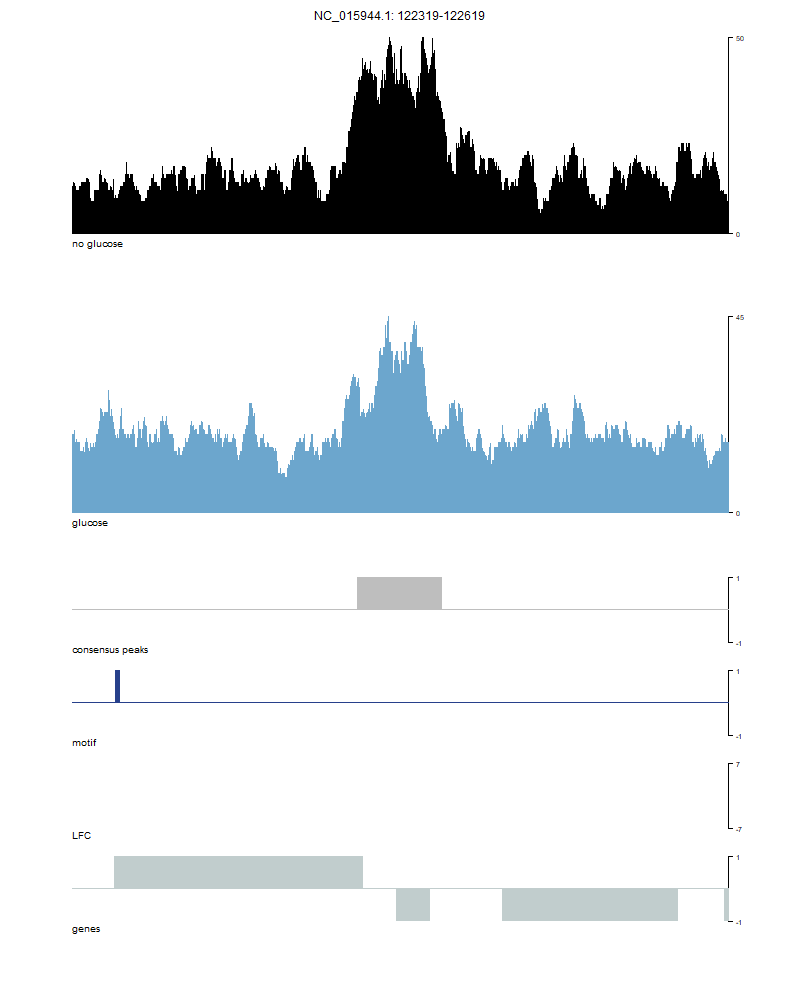 NC_015944.1: 122319-122619
50
0
no glucose
45
0
glucose
1
-1
consensus peaks
1
-1
motif
7
-7
LFC
1
-1
genes